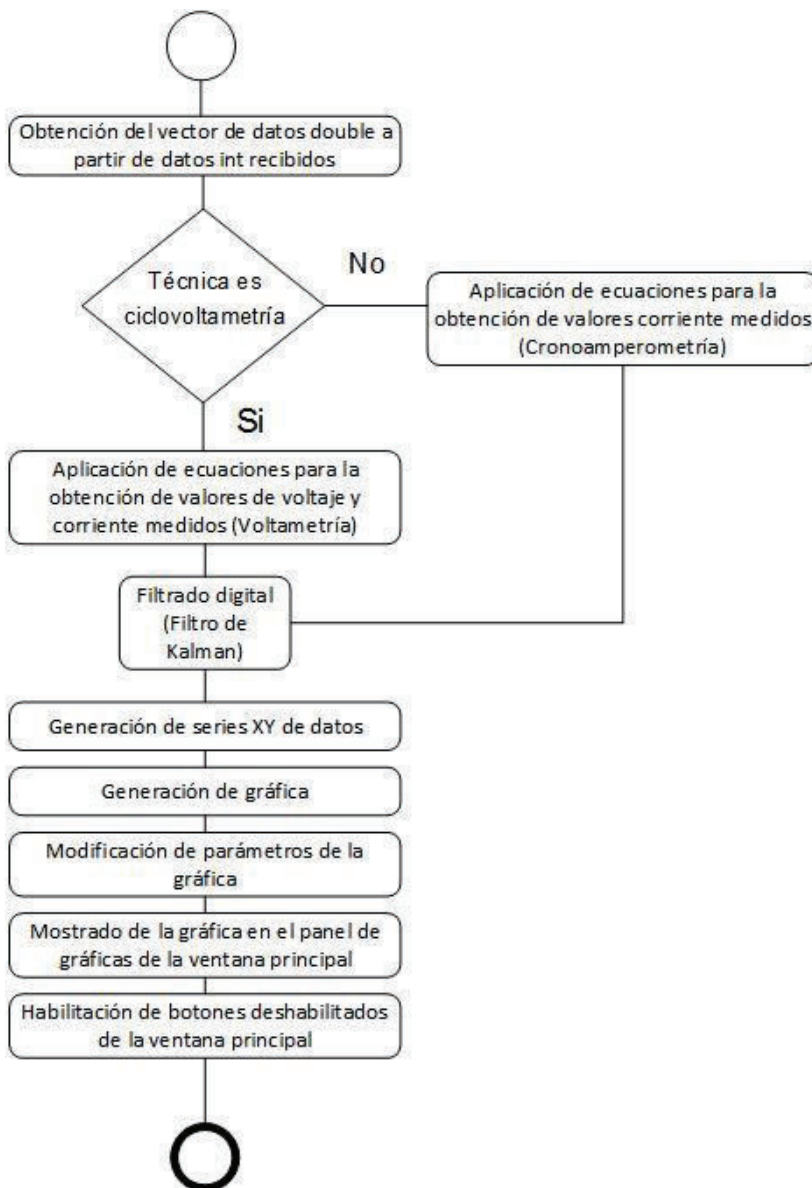 Obtención del vector de datos double a
partir de datos int recibidos
Técnica es
ciclovoltametría
No
Aplicación de ecuaciones para la
obtención de valores corriente medidos
(Cronoamperometría)
Si
Aplicación de ecuaciones para la
obtención de valores de voltaje y
corriente medidos (Voltametría)
Filtrado digital
(Filtro de
Kalman)
Generación de series XY de datos
Generación de gráfica
Modificación de parámetros de la
gráfica
Mostrado de la gráfica en el panel de
gráficas de la ventana principal
Habilitación de botones deshabilitados
de la ventana principal